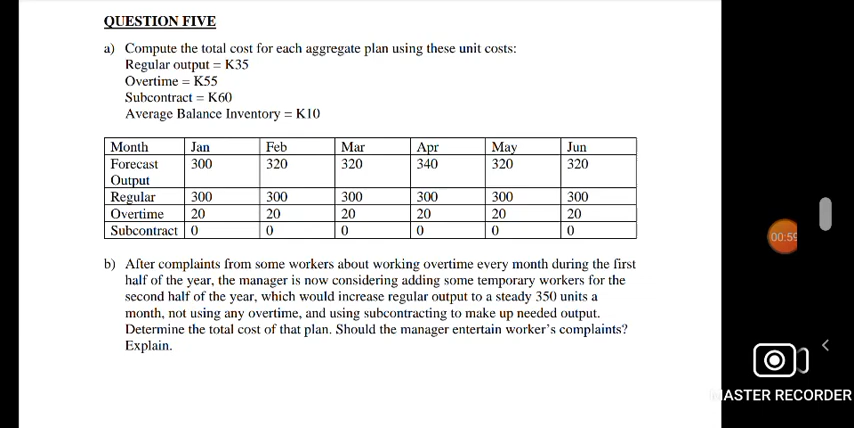 QUESTION FIVE
a) Compute the total cost for each aggregate plan using these unit costs:
Regular output = K35
Overtime = K55
Subcontract = K60
Average Balance Inventory = K10
Month Jan Feb Mar Apr May Jun
Forecast 300 320 320 340 320 320
Output
Regular 300 300 300 300 300 300
Overtime 20 20 20 20 20 20
Subcontract 0 0 0 0 0 0
b) After complaints from some workers about working overtime every month during the first
half of the year, the manager is now considering adding some temporary workers for the
second half of the year, which would increase regular output to a steady 350 units a
month, not using any overtime, and using subcontracting to make up needed output.
Determine the total cost of that plan. Should the manager entertain worker's complaints?
Explain.
00:59
MASTER RECORDER